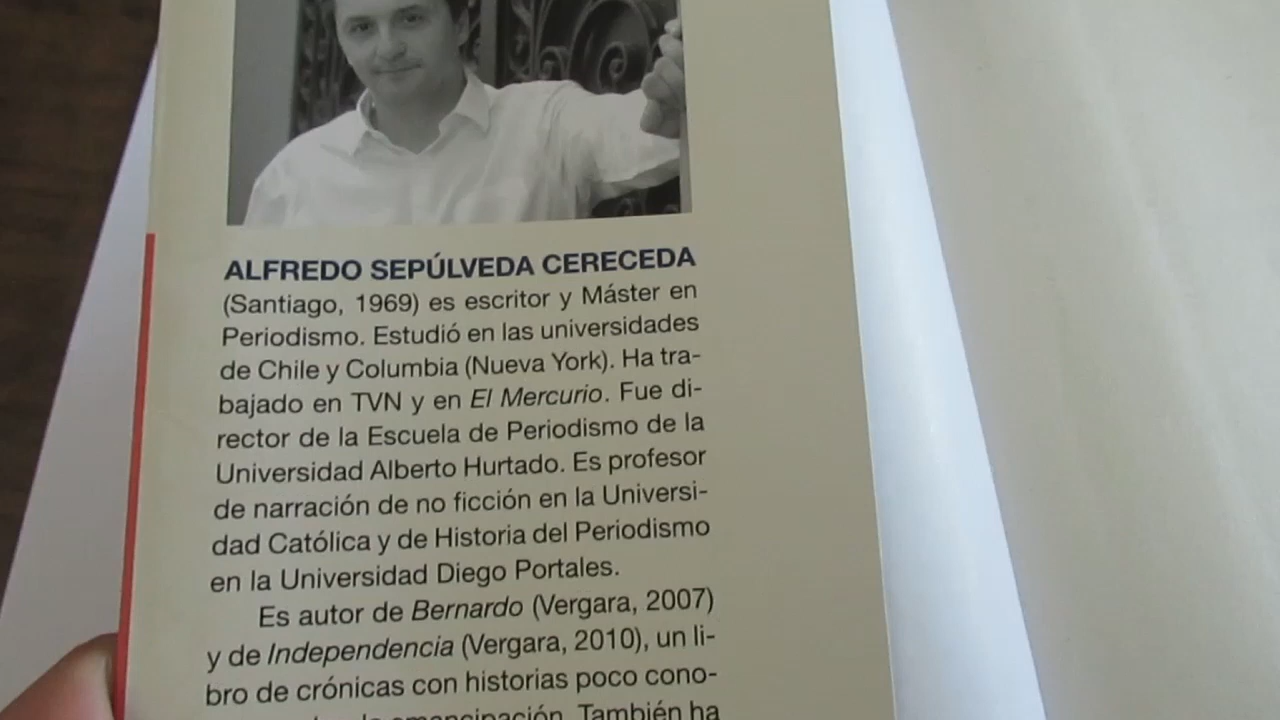 ALFREDO SEPÚLVEDA CERECEDA
(Santiago, 1969) es escritor y Máster en
Periodismo. Estudió en las universidades
de Chile y Columbia (Nueva York). Ha tra-
bajado en TVN y en El Mercurio. Fue di-
rector de la Escuela de Periodismo de la
Universidad Alberto Hurtado. Es profesor
de narración de no ficción en la Universi-
dad Católica y de Historia del Periodismo
en la Universidad Diego Portales.
Es autor de Bernardo (Vergara, 2007)
y de Independencia (Vergara, 2010), un li-
bro de crónicas con historias poco cono-
la emancipación. También ha